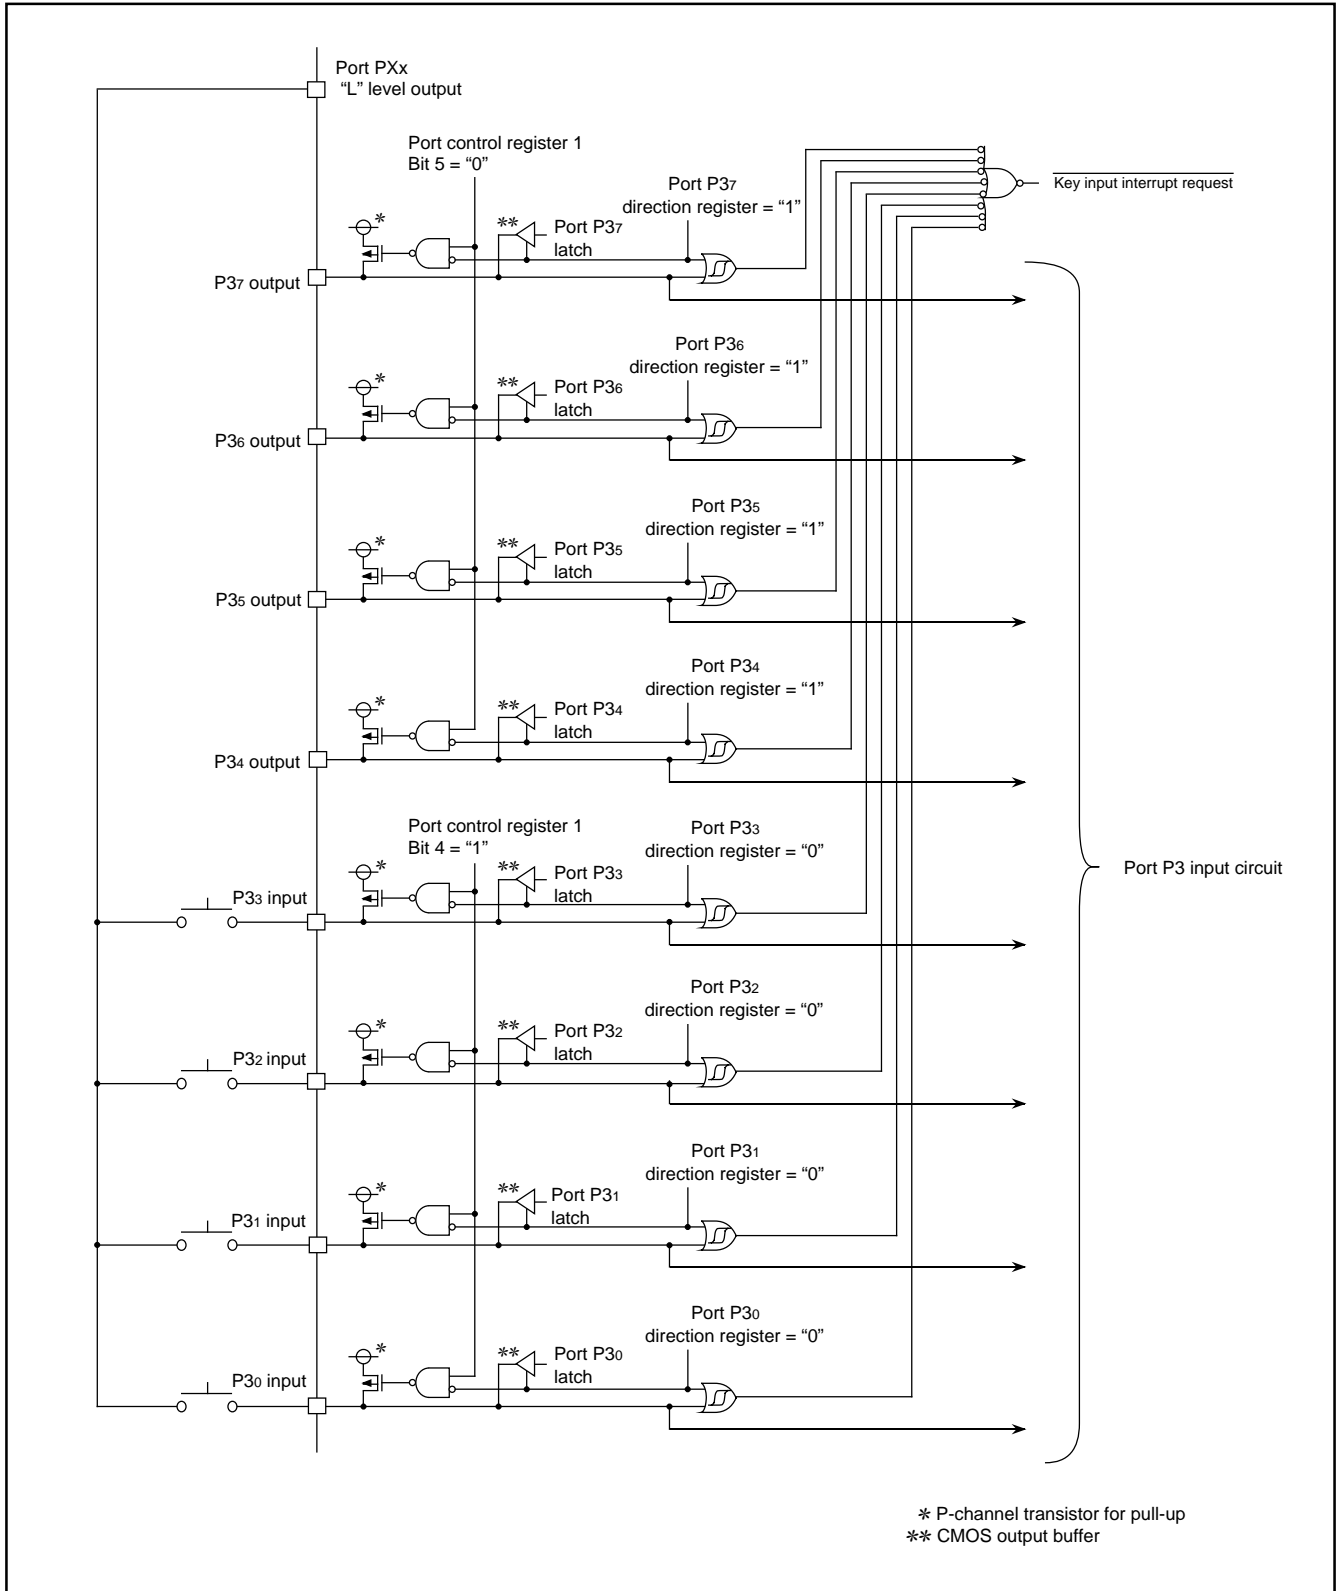 Port PXx
“L” level output
Port control register 1
Bit 5 = “0”
Key input interrupt request
Port P37
direction register = “1”
*
**
Port P37
latch
P37 output
Port P36
direction register = “1”
*
**
Port P36
latch
P36 output
Port P35
direction register = “1”
*
**
Port P35
latch
P35 output
Port P34
direction register = “1”
*
**
Port P34
latch
P34 output
Port control register 1
Bit 4 = “1”
Port P33
direction register = “0”
*
**
Port P33
latch
P33 input
Port P3 input circuit
Port P32
direction register = “0”
*
**
Port P32
latch
P32 input
Port P31
direction register = “0”
*
**
Port P31
latch
P31 input
Port P30
direction register = “0”
*
**
Port P30
latch
P30 input
* P-channel transistor for pull-up
** CMOS output buffer